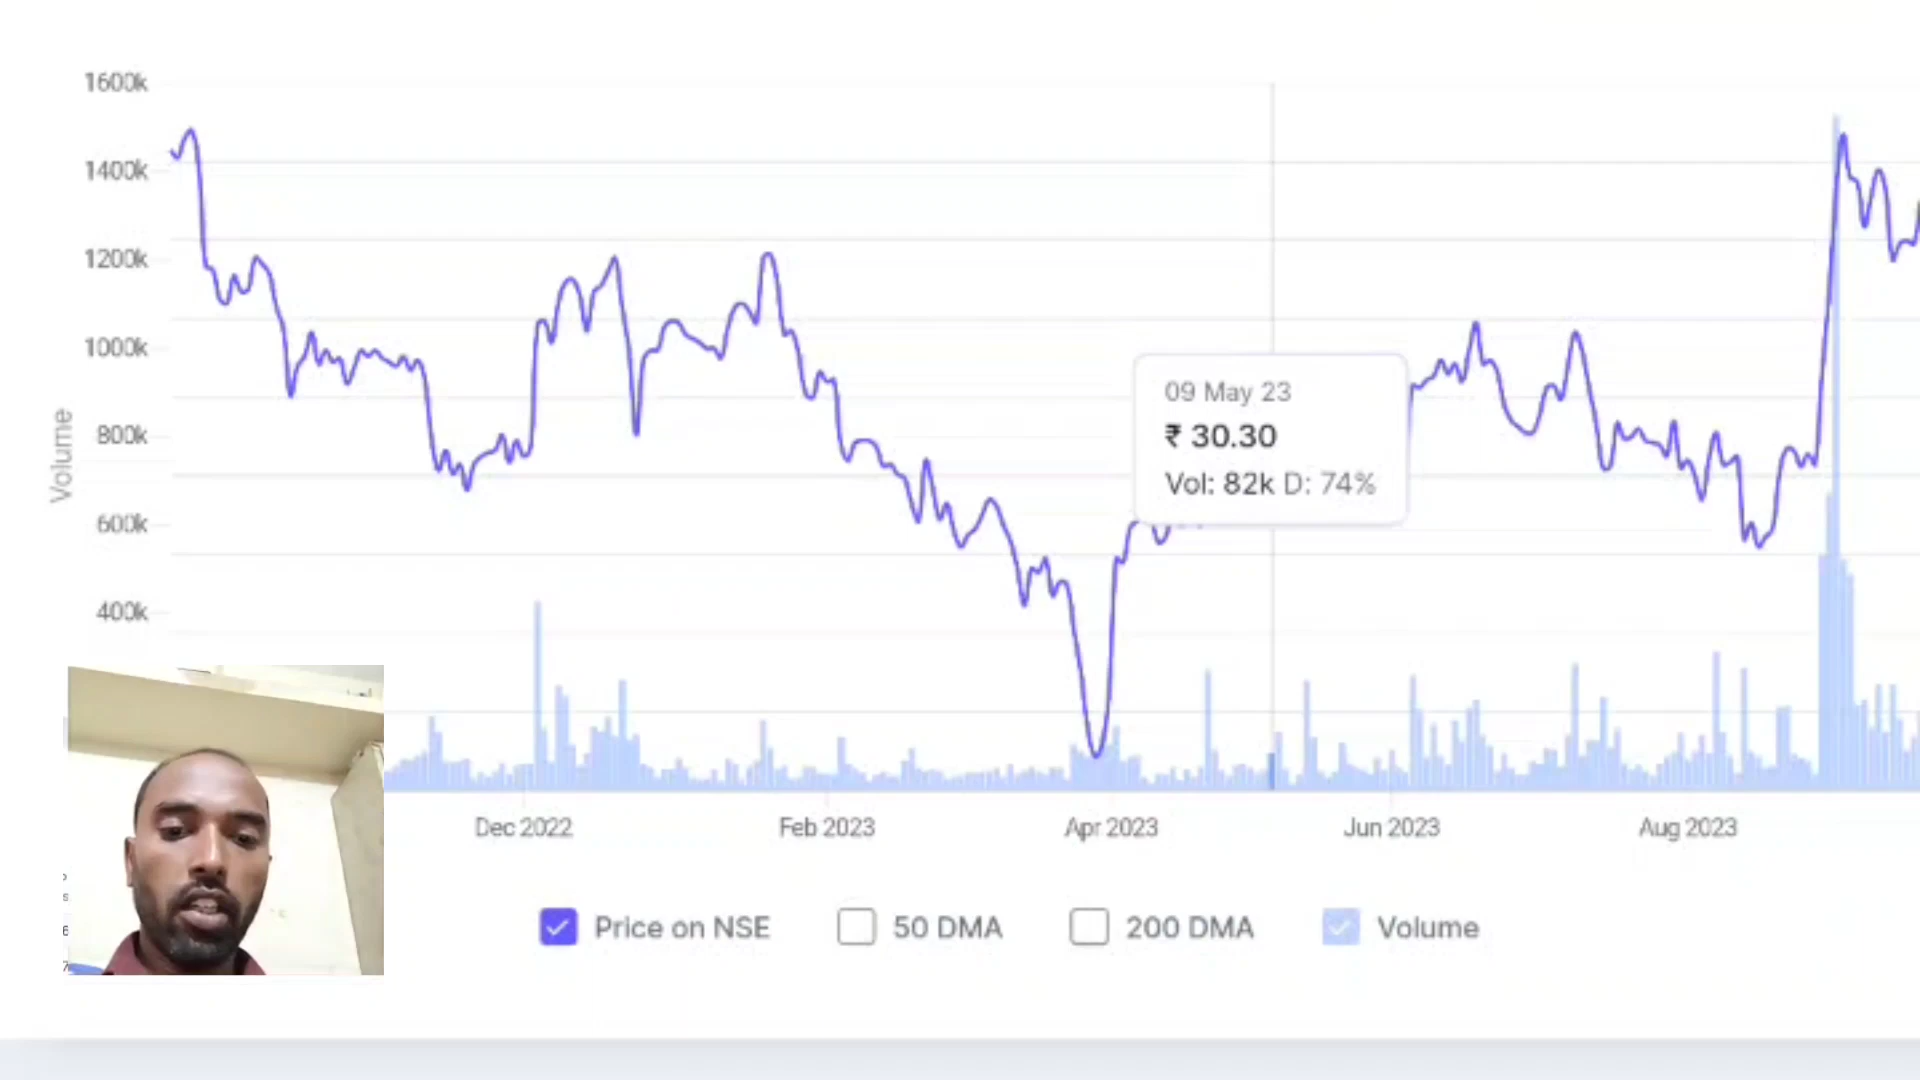 1600k
1400k
1200k
1000k
800k
600k
400k
Volume
09 May 23
₹ 30.30
Vol: 82k D: 74%
Dec 2022
Feb 2023
Apr 2023
Jun 2023
Aug 2023
Price on NSE
50 DMA
200 DMA
Volume